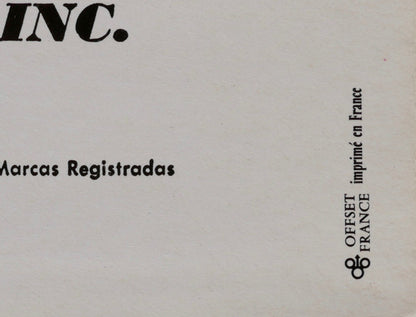 INC.
Marcas Registradas
OFFSET
FRANCE
imprimé en France